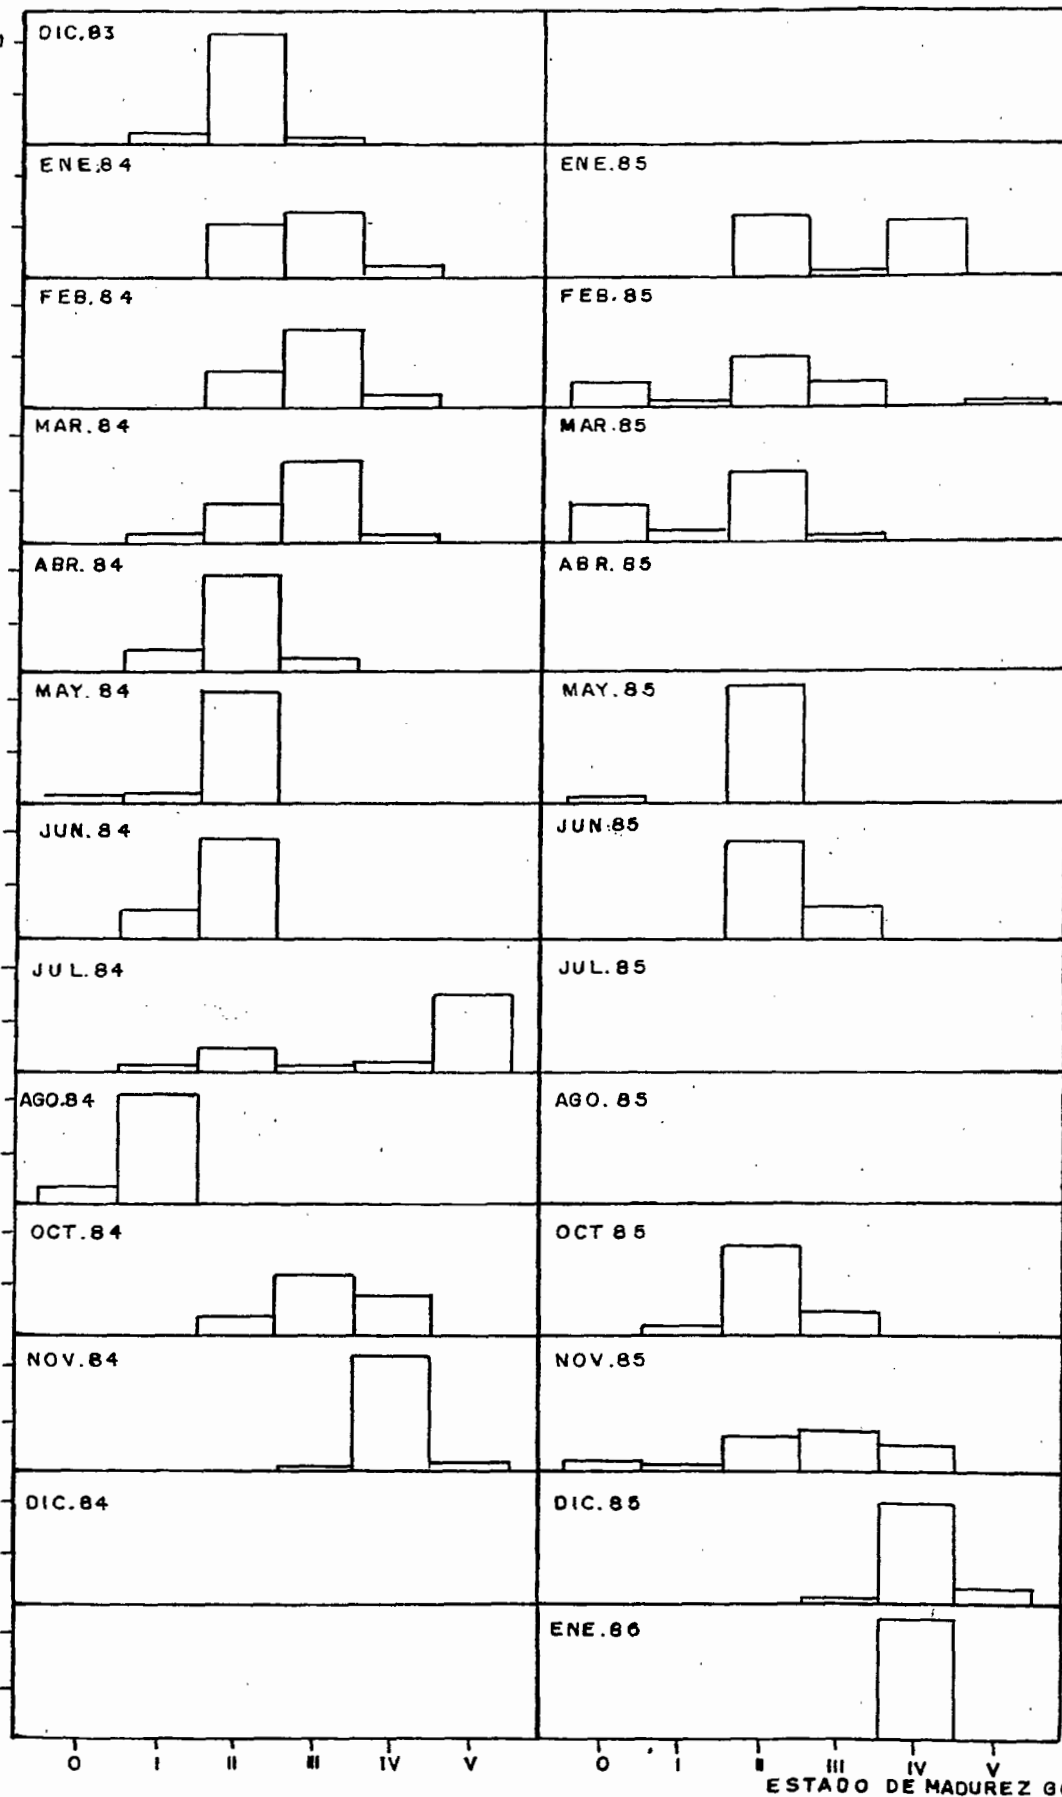 DIC.83
ENE.84
ENE.85
FEB.84
FEB.85
MAR.84
MAR.85
ABR.84
ABR.85
MAY.84
MAY.85
JUN.84
JUN.85
JUL.84
JUL.85
AGO.84
AGO.85
OCT.84
OCT 85
NOV.84
NOV.85
DIC.84
DIC.85
ENE.86
O I II III IV V O I II III IV V
ESTADO DE MADUREZ